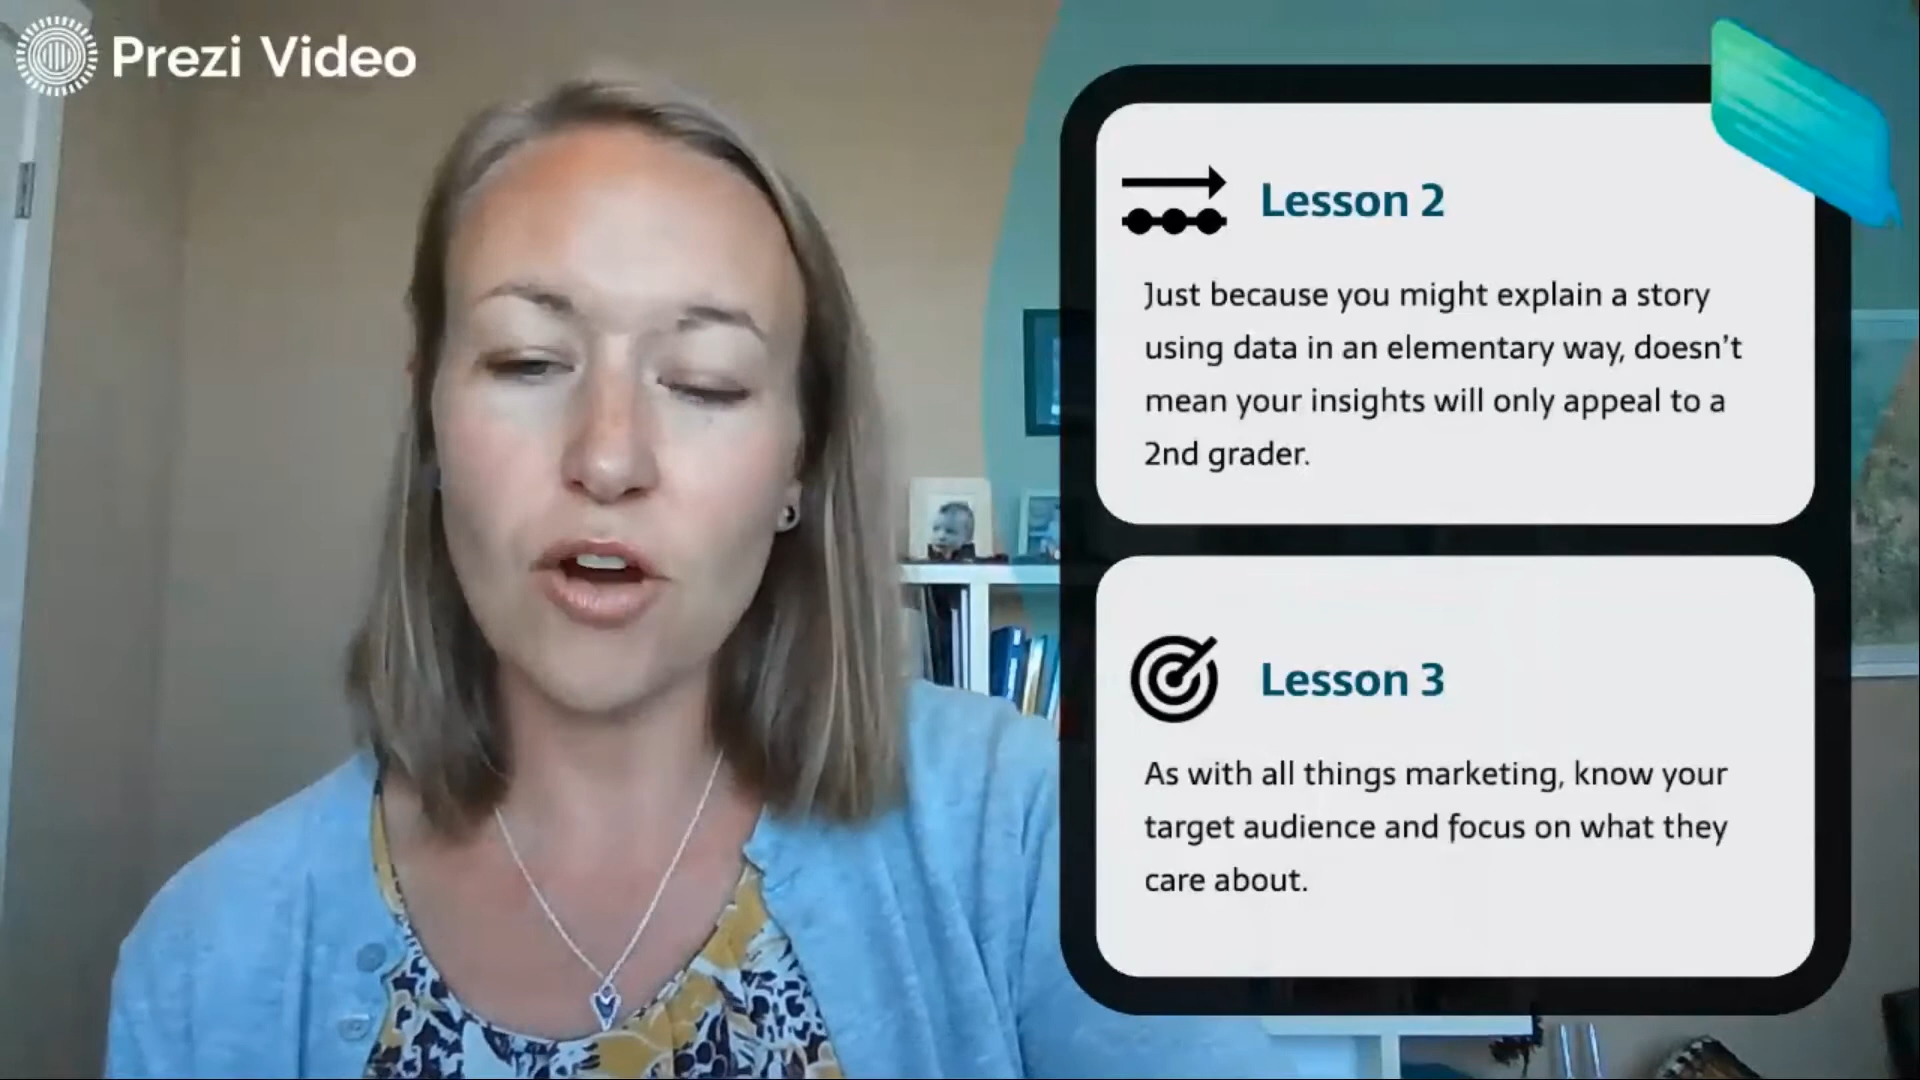 Prezi Video
Lesson 2
Just because you might explain a story
using data in an elementary way, doesn't
mean your insights will only appeal to a
2nd grader.
Lesson 3
As with all things marketing, know your
target audience and focus on what they
care about.